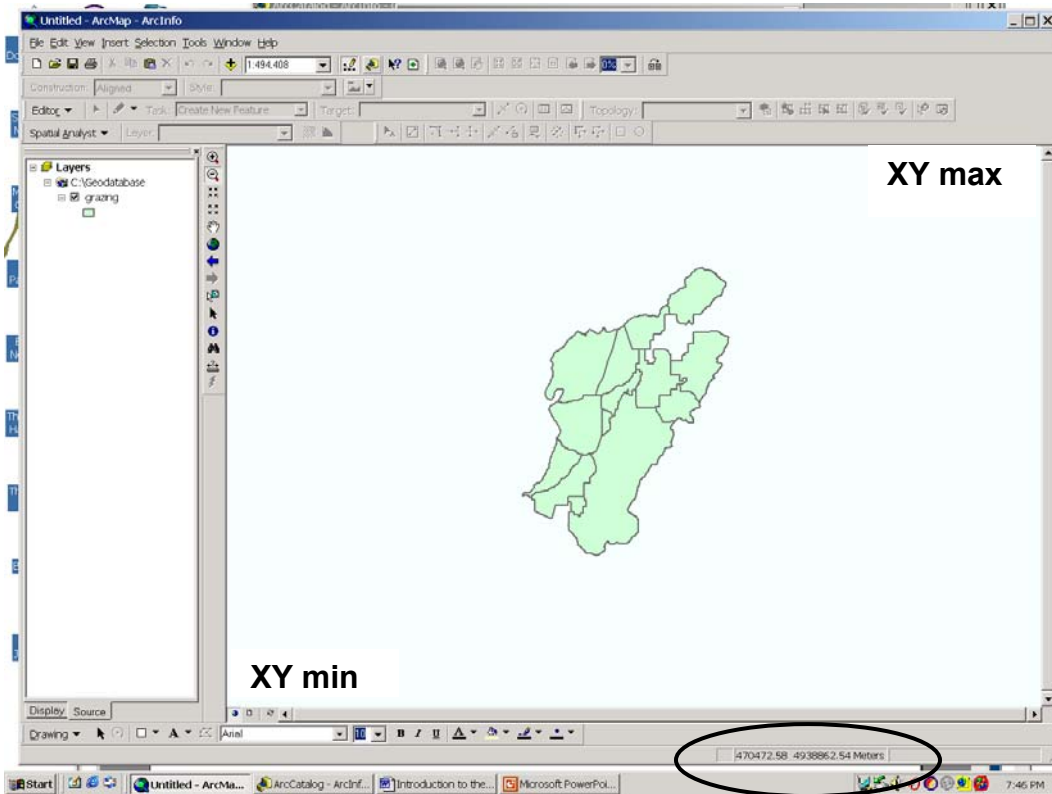 Untitled - ArcMap - ArcInfo
File Edit View Insert Selection Tools Window Help
1:494,408
Construction: Aligned Style:
Editor Task: Create New Feature Target: Topology:
Spatial Analyst Layer:
Layers
C:\Geodatabase
grazing
XY max
XY min
Display Source
Drawing A Arial 10 B I U A
470472.58 4938862.54 Meters
Start Untitled - ArcMa... ArcCatalog - ArcInf... Introduction to the... Microsoft PowerPoi... 7:46 PM